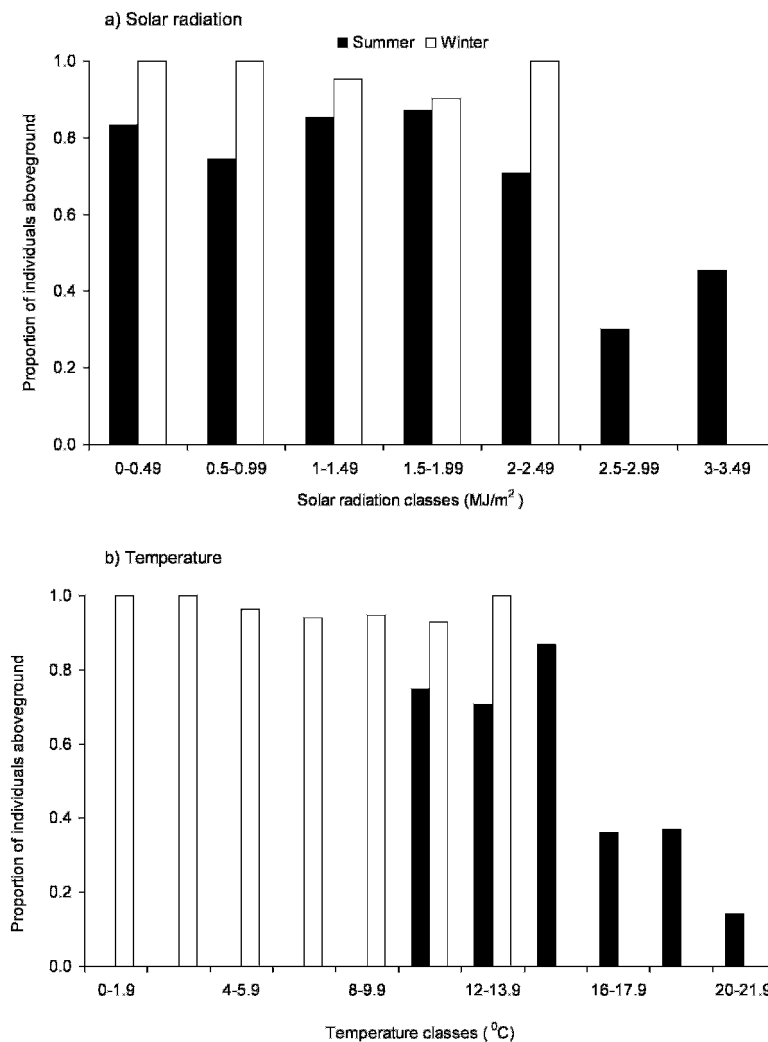 a) Solar radiation
Summer Winter
1.0
0.8
0.6
0.4
0.2
0.0
Proportion of individuals aboveground
0-0.49 0.5-0.99 1-1.49 1.5-1.99 2-2.49 2.5-2.99 3-3.49
Solar radiation classes (MJ/m²)
b) Temperature
1.0
0.8
0.6
0.4
0.2
0.0
Proportion of individuals aboveground
0-1.9 4-5.9 8-9.9 12-13.9 16-17.9 20-21.9
Temperature classes (⁰C)